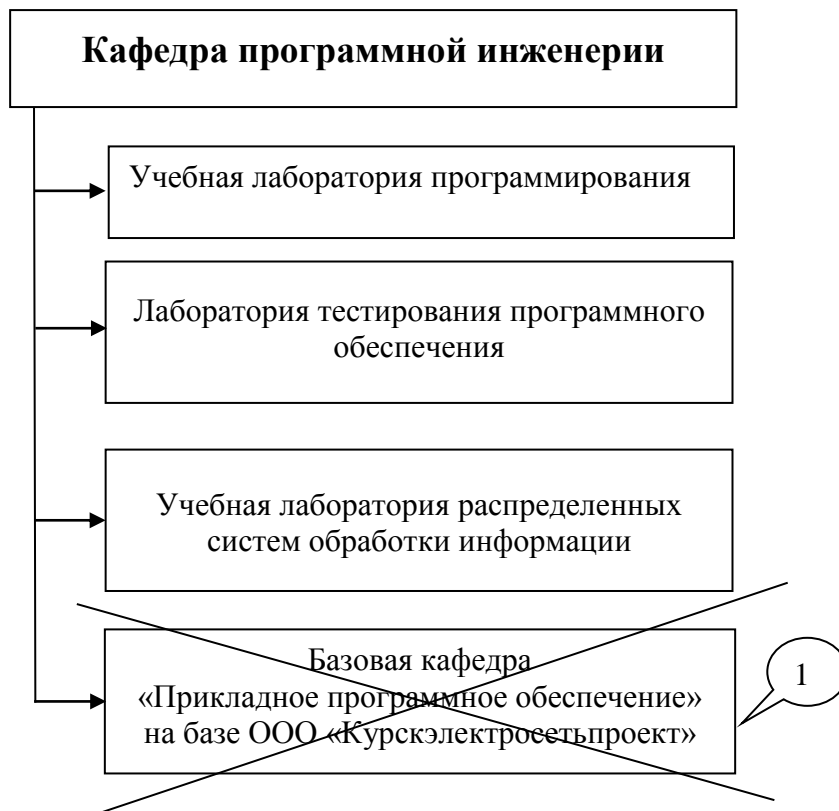 Кафедра программной инженерии
Учебная лаборатория программирования
Лаборатория тестирования программного
обеспечения
Учебная лаборатория распределенных
систем обработки информации
Базовая кафедра
«Прикладное программное обеспечение»
на базе ООО «Курскэлектросетьпроект»
1